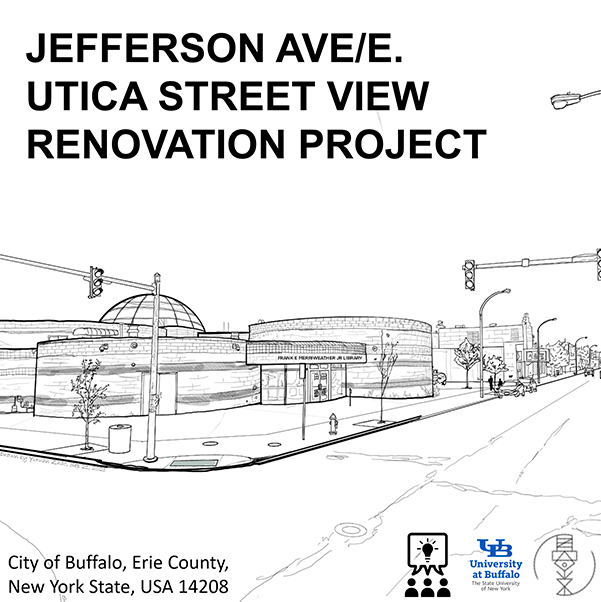 JEFFERSON AVE/E.
UTICA STREET VIEW
RENOVATION PROJECT
FRANK E MERRIWEATHER JR LIBRARY
City of Buffalo, Erie County,
New York State, USA 14208
UB
University
at Buffalo
The State University
of New York